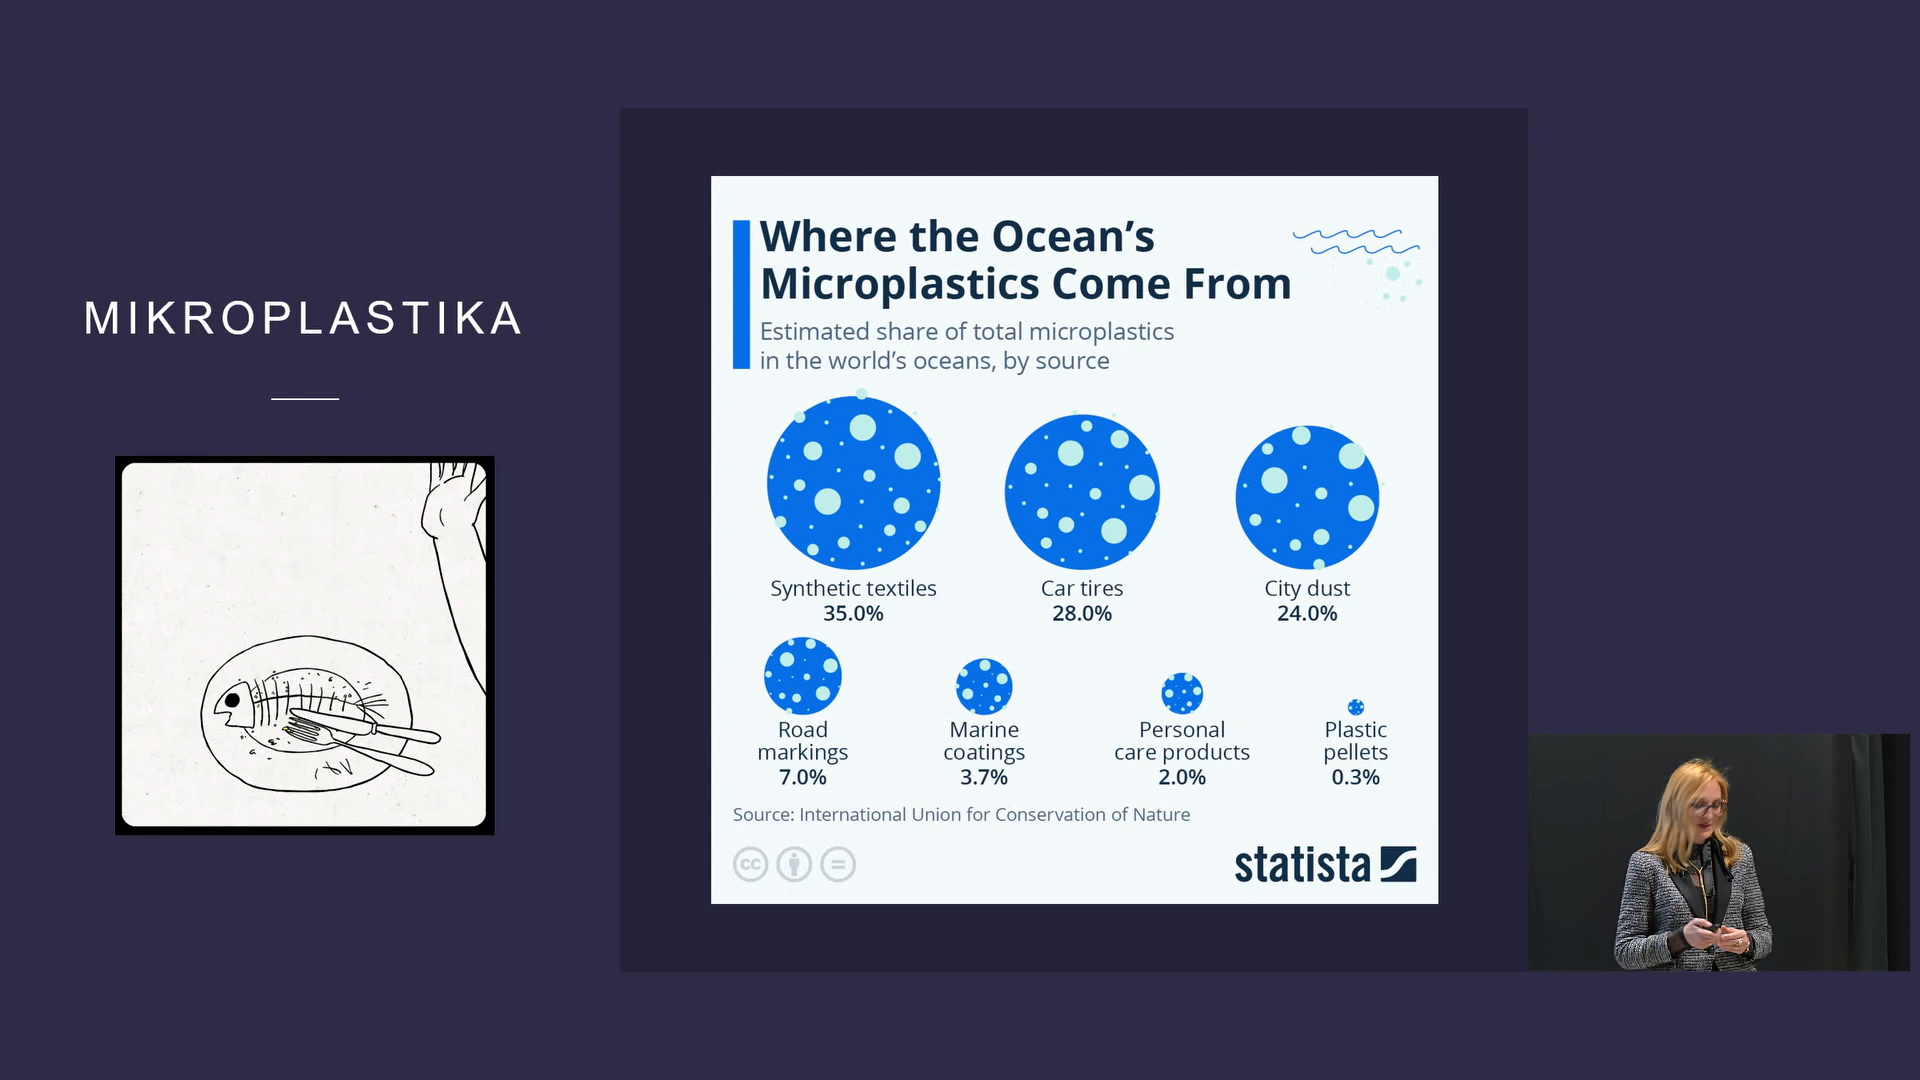 MIKROPLASTIKA
Where the Ocean’s
Microplastics Come From
Estimated share of total microplastics
in the world’s oceans, by source
Synthetic textiles
35.0%
Car tires
28.0%
City dust
24.0%
Road
markings
7.0%
Marine
coatings
3.7%
Personal
care products
2.0%
Plastic
pellets
0.3%
Source: International Union for Conservation of Nature
cc
statista